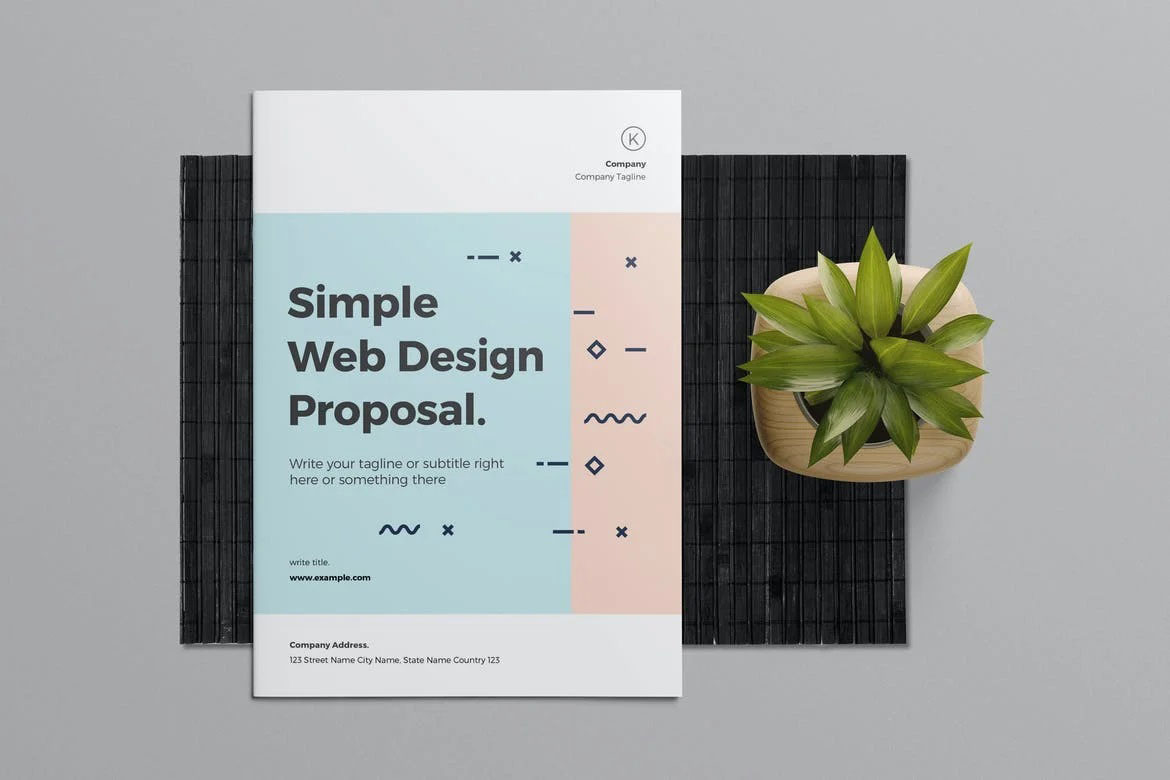 K
Company
Company Tagline
Simple
Web Design
Proposal.
Write your tagline or subtitle right
here or something there
write title.
www.example.com
Company Address.
123 Street Name City Name, State Name Country 123